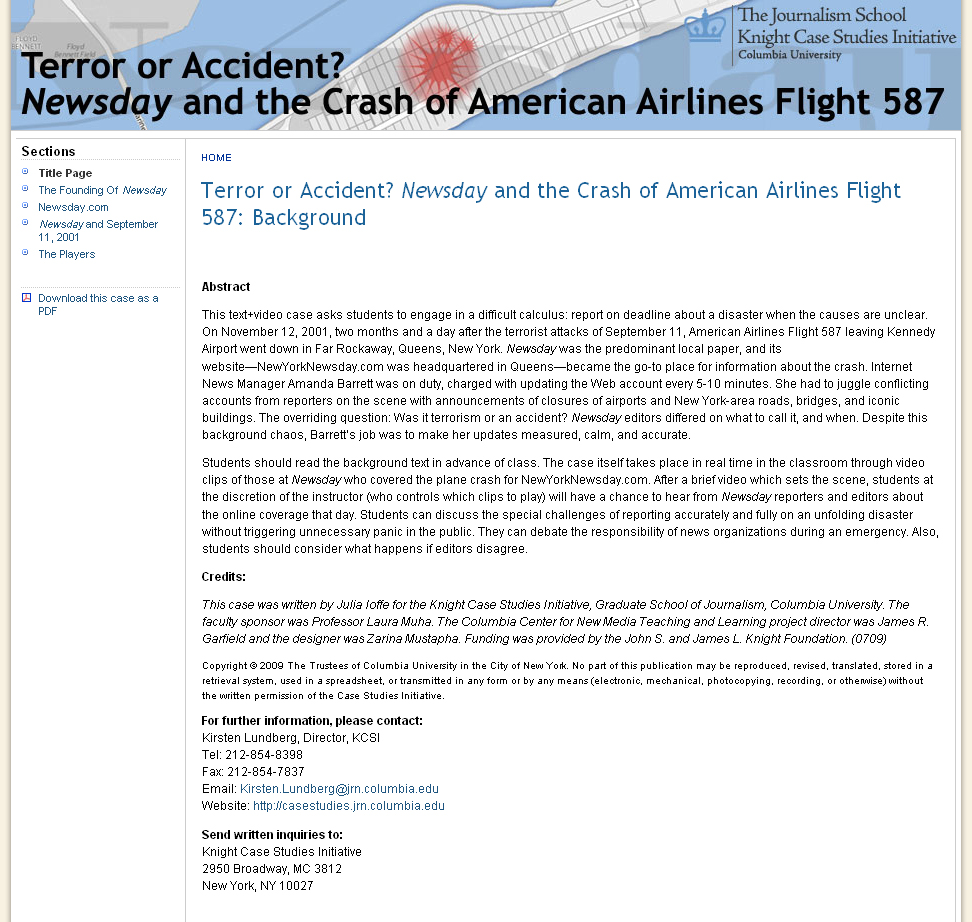 FLOYD
BENNETT
Floyd
Bennett Field
The Journalism School
Knight Case Studies Initiative
Columbia University
Terror or Accident?
Newsday and the Crash of American Airlines Flight 587
Sections
Title Page
The Founding Of Newsday
Newsday.com
Newsday and September
11, 2001
The Players
Download this case as a
PDF
HOME
Terror or Accident? Newsday and the Crash of American Airlines Flight
587: Background
Abstract
This text+video case asks students to engage in a difficult calculus: report on deadline about a disaster when the causes are unclear.
On November 12, 2001, two months and a day after the terrorist attacks of September 11, American Airlines Flight 587 leaving Kennedy
Airport went down in Far Rockaway, Queens, New York. Newsday was the predominant local paper, and its
website—NewYorkNewsday.com was headquartered in Queens—became the go-to place for information about the crash. Internet
News Manager Amanda Barrett was on duty, charged with updating the Web account every 5-10 minutes. She had to juggle conflicting
accounts from reporters on the scene with announcements of closures of airports and New York-area roads, bridges, and iconic
buildings. The overriding question: Was it terrorism or an accident? Newsday editors differed on what to call it, and when. Despite this
background chaos, Barrett's job was to make her updates measured, calm, and accurate.
Students should read the background text in advance of class. The case itself takes place in real time in the classroom through video
clips of those at Newsday who covered the plane crash for NewYorkNewsday.com. After a brief video which sets the scene, students at
the discretion of the instructor (who controls which clips to play) will have a chance to hear from Newsday reporters and editors about
the online coverage that day. Students can discuss the special challenges of reporting accurately and fully on an unfolding disaster
without triggering unnecessary panic in the public. They can debate the responsibility of news organizations during an emergency. Also,
students should consider what happens if editors disagree.
Credits:
This case was written by Julia Ioffe for the Knight Case Studies Initiative, Graduate School of Journalism, Columbia University. The
faculty sponsor was Professor Laura Muha. The Columbia Center for New Media Teaching and Learning project director was James R.
Garfield and the designer was Zarina Mustapha. Funding was provided by the John S. and James L. Knight Foundation. (0709)
Copyright © 2009 The Trustees of Columbia University in the City of New York. No part of this publication may be reproduced, revised, translated, stored in a
retrieval system, used in a spreadsheet, or transmitted in any form or by any means (electronic, mechanical, photocopying, recording, or otherwise) without
the written permission of the Case Studies Initiative.
For further information, please contact:
Kirsten Lundberg, Director, KCSI
Tel: 212-854-8398
Fax: 212-854-7837
Email: Kirsten.Lundberg@jrn.columbia.edu
Website: http://casestudies.jrn.columbia.edu
Send written inquiries to:
Knight Case Studies Initiative
2950 Broadway, MC 3812
New York, NY 10027